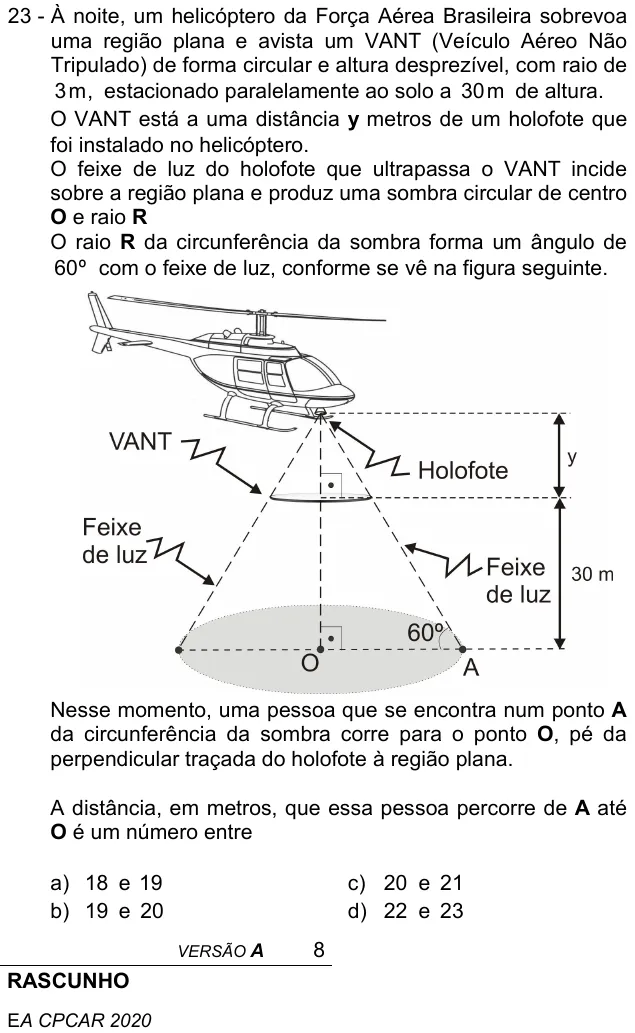 23 - À noite, um helicóptero da Força Aérea Brasileira sobrevoa
uma região plana e avista um VANT (Veículo Aéreo Não
Tripulado) de forma circular e altura desprezível, com raio de
3 m, estacionado paralelamente ao solo a 30 m de altura.
O VANT está a uma distância y metros de um holofote que
foi instalado no helicóptero.
O feixe de luz do holofote que ultrapassa o VANT incide
sobre a região plana e produz uma sombra circular de centro
O e raio R
O raio R da circunferência da sombra forma um ângulo de
60º com o feixe de luz, conforme se vê na figura seguinte.
VANT
Holofote
y
Feixe
de luz
Feixe
de luz
30 m
60º
O
A
Nesse momento, uma pessoa que se encontra num ponto A
da circunferência da sombra corre para o ponto O, pé da
perpendicular traçada do holofote à região plana.
A distância, em metros, que essa pessoa percorre de A até
O é um número entre
a) 18 e 19
c) 20 e 21
b) 19 e 20
d) 22 e 23
VERSÃO A 8
RASCUNHO
EA CPCAR 2020